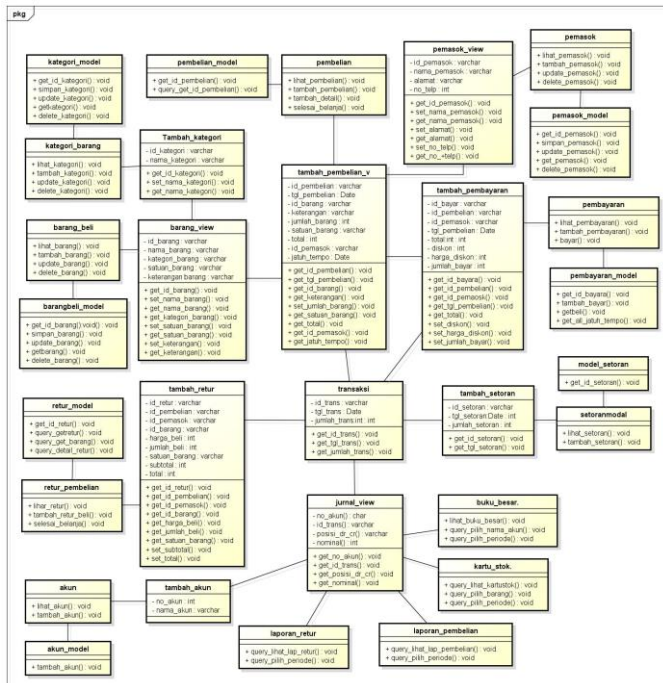 pkg
kategori_model
+ get_id_kategori() : void
+ simpan_kategori() : void
+ update_kategori() : void
+ getkategori() : void
+ delete_kategori() : void
pembelian_model
+ get_id_pembelian() : void
+ query_get_id_pembelian() : void
pembelian
+ lihat_pembelian() : void
+ tambah_pembelian() : void
+ tambah_detail() : void
+ selesai_belanja() : void
pemasok_view
- id_pemasok : varchar
- nama_pemasok : varchar
- alamat : varchar
- no_telp : int
+ get_id_pemasok() : void
+ set_nama_pemasok() : void
+ get_nama_pemasok() : void
+ set_alamat() : void
+ get_alamat() : void
+ set_no_telp() : void
+ get_no_+telp() : void
pemasok
+ lihat_pemasok() : void
+ tambah_pemasok() : void
+ update_pemasok() : void
+ delete_pemasok() : void
pemasok_model
+ get_id_pemasok() : void
+ simpan_pemasok() : void
+ update_pemasok() : void
+ get_pemasok() : void
+ delete_pemasok() : void
kategori_barang
+ lihat_kategori() : void
+ tambah_kategori() : void
+ update_kategori() : void
+ delete_kategori() : void
Tambah_kategori
- id_kategori : varchar
- nama_kategori : varchar
+ get_id_kategori() : void
+ set_nama_kategori() : void
+ get_nama_kategori() : void
tambah_pembelian_v
- id_pembelian : varchar
- tgl_pembelian : Date
- id_barang : varchar
- keterangan : varchar
- jumlah_barang : int
- satuan_barang : varchar
- total : int
- id_pemasok : varchar
- jatuh_tempo : Date
+ get_id_pembelian() : void
+ get_tgl_pembelian() : void
+ get_id_barang() : void
+ get_keterangan() : void
+ set_jumlah_barang() : void
+ get_satuan_barang() : void
+ get_total() : void
+ get_id_pemasok() : void
+ get_jatuh_tempo() : void
tambah_pembayaran
- id_bayar : varchar
- id_pembelian : varchar
- id_pemasok : varchar
- tgl_pembelian : Date
- total int : int
- diskon : int
- harga_diskon : int
- jumlah_bayar : int
+ get_id_bayara() : void
+ get_id_pembelian() : void
+ get_id_pemasok() : void
+ get_tgl_pembelian() : void
+ get_total() : void
+ set_diskon() : void
+ set_harga_diskon() : void
+ set_jumlah_bayar() : void
pembayaran
+ lihat_pembayaran() : void
+ tambah_pembayaran() : void
+ bayar() : void
pembayaran_model
+ get_id_bayara() : void
+ tambah_bayar() : void
+ getbeli() : void
+ get_all_jatuh_tempo() : void
barang_beli
+ lihat_barang() : void
+ tambah_barang() : void
+ update_barang() : void
+ delete_barang() : void
barang_view
- id_barang : varchar
- nama_barang : varchar
- kategori_barang : varchar
- satuan_barang : varchar
- keterangan barang : varchar
+ get_id_barang() : void
+ set_nama_barang() : void
+ get_nama_barang() : void
+ get_kategori_barang() : void
+ set_satuan_barang() : void
+ get_satuan_barang() : void
+ set_keterangan() : void
+ get_keterangan() : void
barangbeli_model
+ get_id_barang() void() : void
+ simpan_barang() : void
+ update_barang() : void
+ getbarang() : void
+ delete_barang() : void
model_setoran
+ get_id_setoran() : void
retur_model
+ get_id_retur() : void
+ query_getretur() : void
+ query_get_barang() : void
+ query_detail_retur() : void
tambah_retur
- id_retur : varchar
- id_pembelian : varchar
- id_pemasok : varchar
- id_barang : varchar
- harga_beli : int
- jumlah_beli : int
- satuan_barang : varchar
- subtotal : int
- total : int
+ get_id_retur() : void
+ get_id_pembelian() : void
+ get_id_pemasok() : void
+ get_id_barang() : void
+ get_harga_beli() : void
+ get_jumlah_beli() : void
+ get_satuan_barang() : void
+ set_subtotal() : void
+ set_total() : void
transaksi
- id_trans : varchar
- tgl_trans : Date
- jumlah_trans int : int
+ get_id_trans() : void
+ get_tgl_trans() : void
+ get_jumlah_trans() : void
tambah_setoran
- id_setoran : varchar
- tgl_setoran Date : int
- jumlah_setoran : int
+ get_id_setoran() : void
+ get_tgl_setoran() : void
setoranmodal
+ lihat_setoran() : void
+ tambah_setoran() : void
retur_pembelian
+ lihar_retur() : void
+ tambah_retur_beli() : void
+ selesai_belanja() : void
jurnal_view
- no_akun() : char
- id_trans() : varchar
- posisi_dr_cr() : varchar
- nominal() : int
+ get_no_akun() : void
+ get_id_trans() : void
+ get_posisi_dr_cr() : void
+ get_nominal() : void
buku_besar.
+ lihat_buku_besar() : void
+ query_pilih_nama_akun() : void
+ query_pilih_periode() : void
kartu_stok.
+ query_lihat_kartustok() : void
+ query_pilih_barang() : void
+ query_pilih_periode() : void
akun
+ lihat_akun() : void
+ tambah_akun() : void
tambah_akun
- no_akun : int
- nama_akun : varchar
akun_model
+ tambah_akun() : void
laporan_retur
+ query_lihat_lap_retur() : void
+ query_pilih_periode() : void
laporan_pembelian
+ query_lihat_lap_pembelian() : void
+ query_pilih_periode() : void